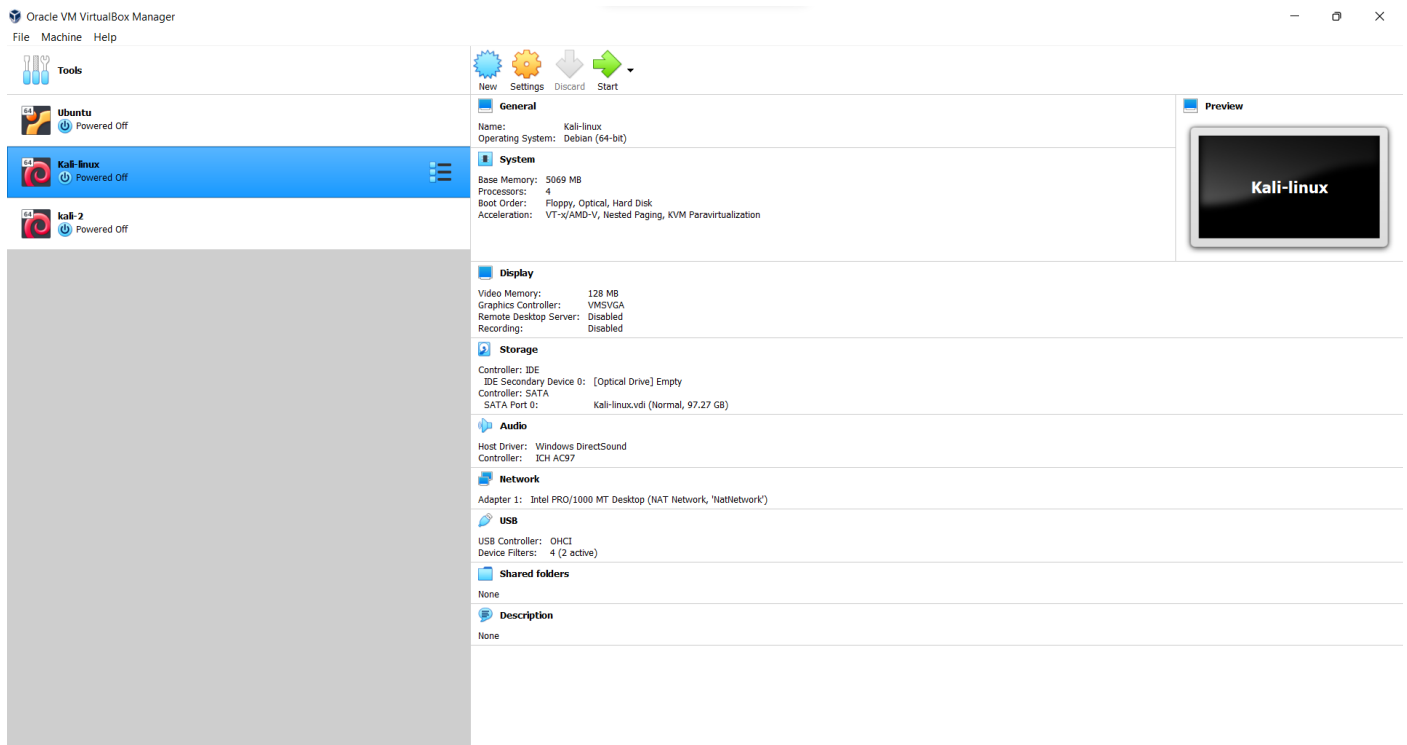 Oracle VM VirtualBox Manager
File Machine Help
Tools
New Settings Discard Start
64
Ubuntu
Powered Off
64
Kali-linux
Powered Off
64
kali-2
Powered Off
General
Name: Kali-linux
Operating System: Debian (64-bit)
Preview
Kali-linux
System
Base Memory: 5069 MB
Processors: 4
Boot Order: Floppy, Optical, Hard Disk
Acceleration: VT-x/AMD-V, Nested Paging, KVM Paravirtualization
Display
Video Memory: 128 MB
Graphics Controller: VMSVGA
Remote Desktop Server: Disabled
Recording: Disabled
Storage
Controller: IDE
IDE Secondary Device 0: [Optical Drive] Empty
Controller: SATA
SATA Port 0: Kali-linux.vdi (Normal, 97.27 GB)
Audio
Host Driver: Windows DirectSound
Controller: ICH AC97
Network
Adapter 1: Intel PRO/1000 MT Desktop (NAT Network, 'NatNetwork')
USB
USB Controller: OHCI
Device Filters: 4 (2 active)
Shared folders
None
Description
None